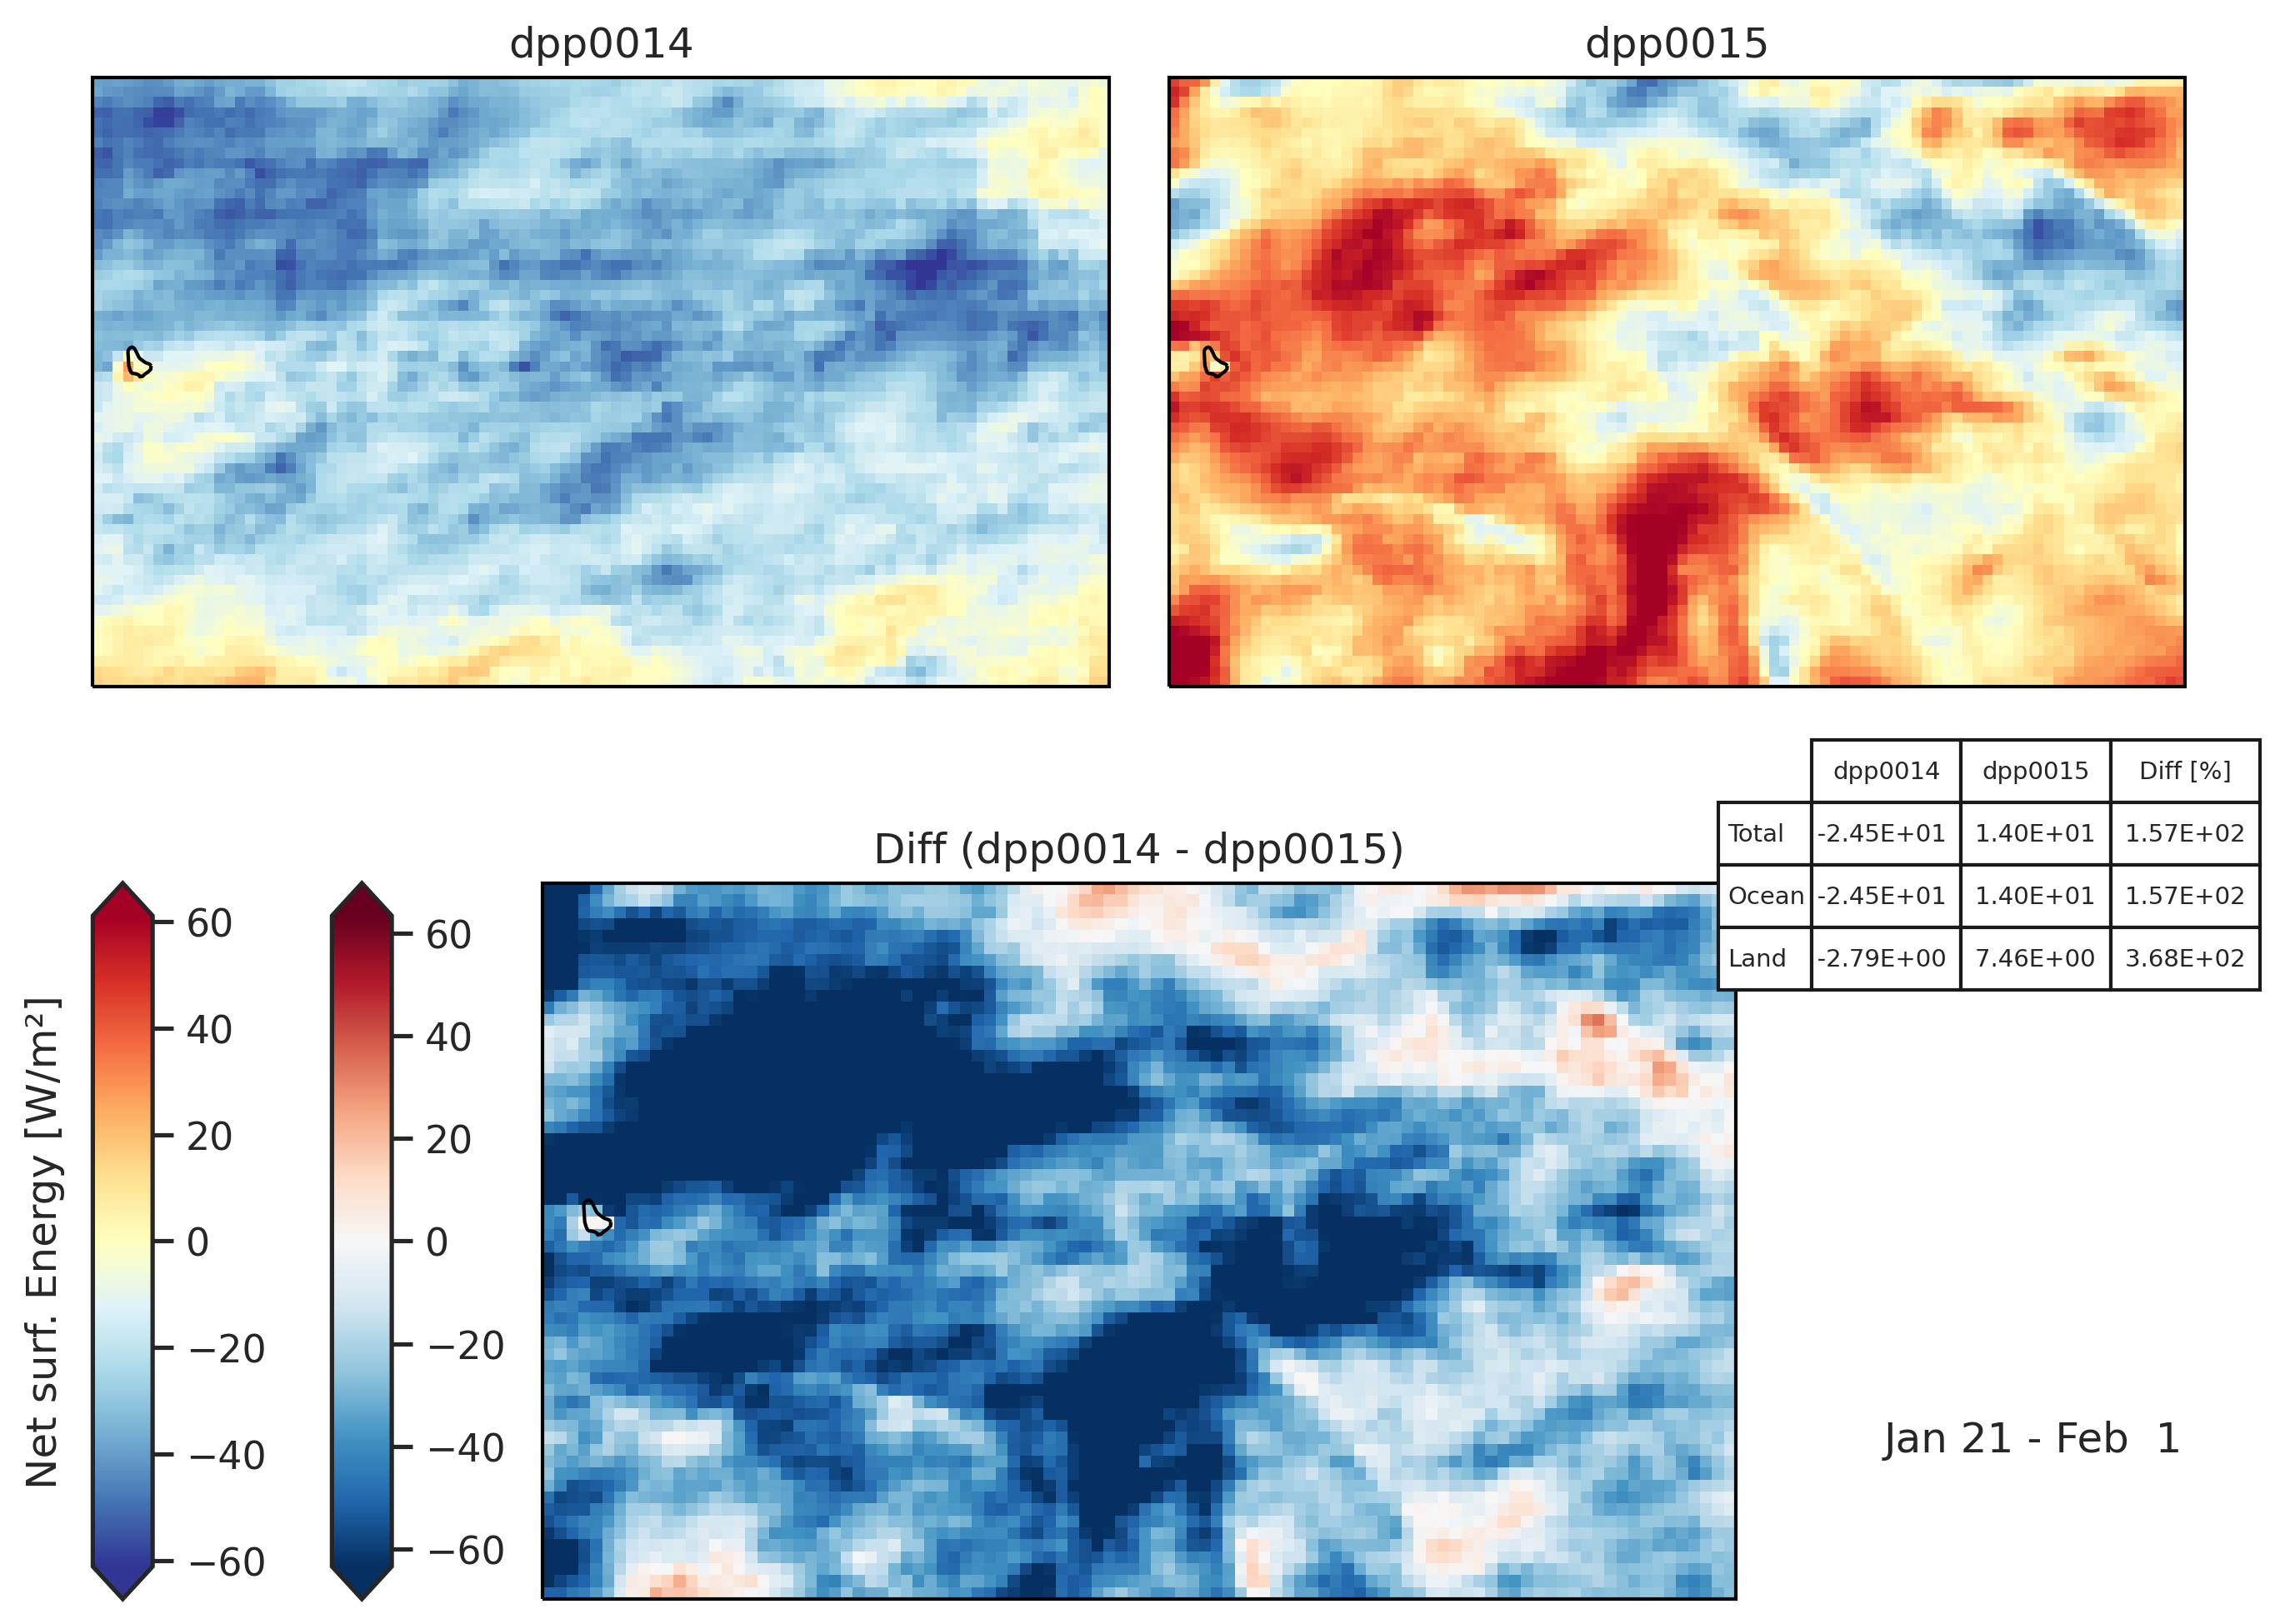 dpp0014
dpp0015
dpp0014 dpp0015 Diff [%]
Total -2.45E+01 1.40E+01 1.57E+02
Ocean -2.45E+01 1.40E+01 1.57E+02
Land -2.79E+00 7.46E+00 3.68E+02
Diff (dpp0014 - dpp0015)
Net surf. Energy [W/m²]
60
40
20
0
−20
−40
−60
60
40
20
0
−20
−40
−60
Jan 21 - Feb  1